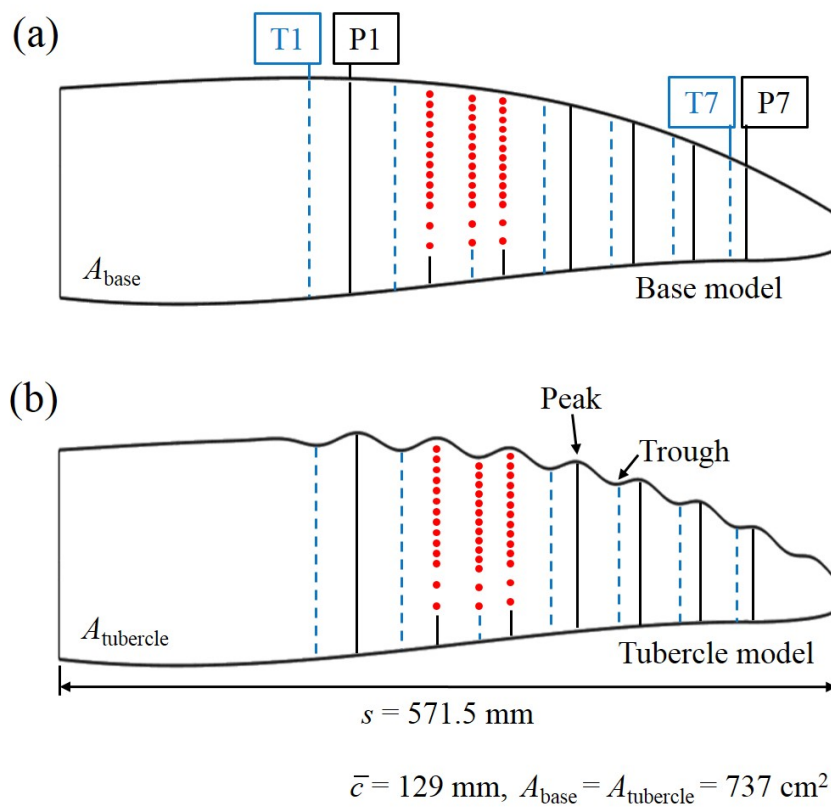 (a)
T1 P1
T7 P7
A_base
Base model
(b)
Peak
Trough
A_tubercle
Tubercle model
s = 571.5 mm
c̅ = 129 mm, A_base = A_tubercle = 737 cm²